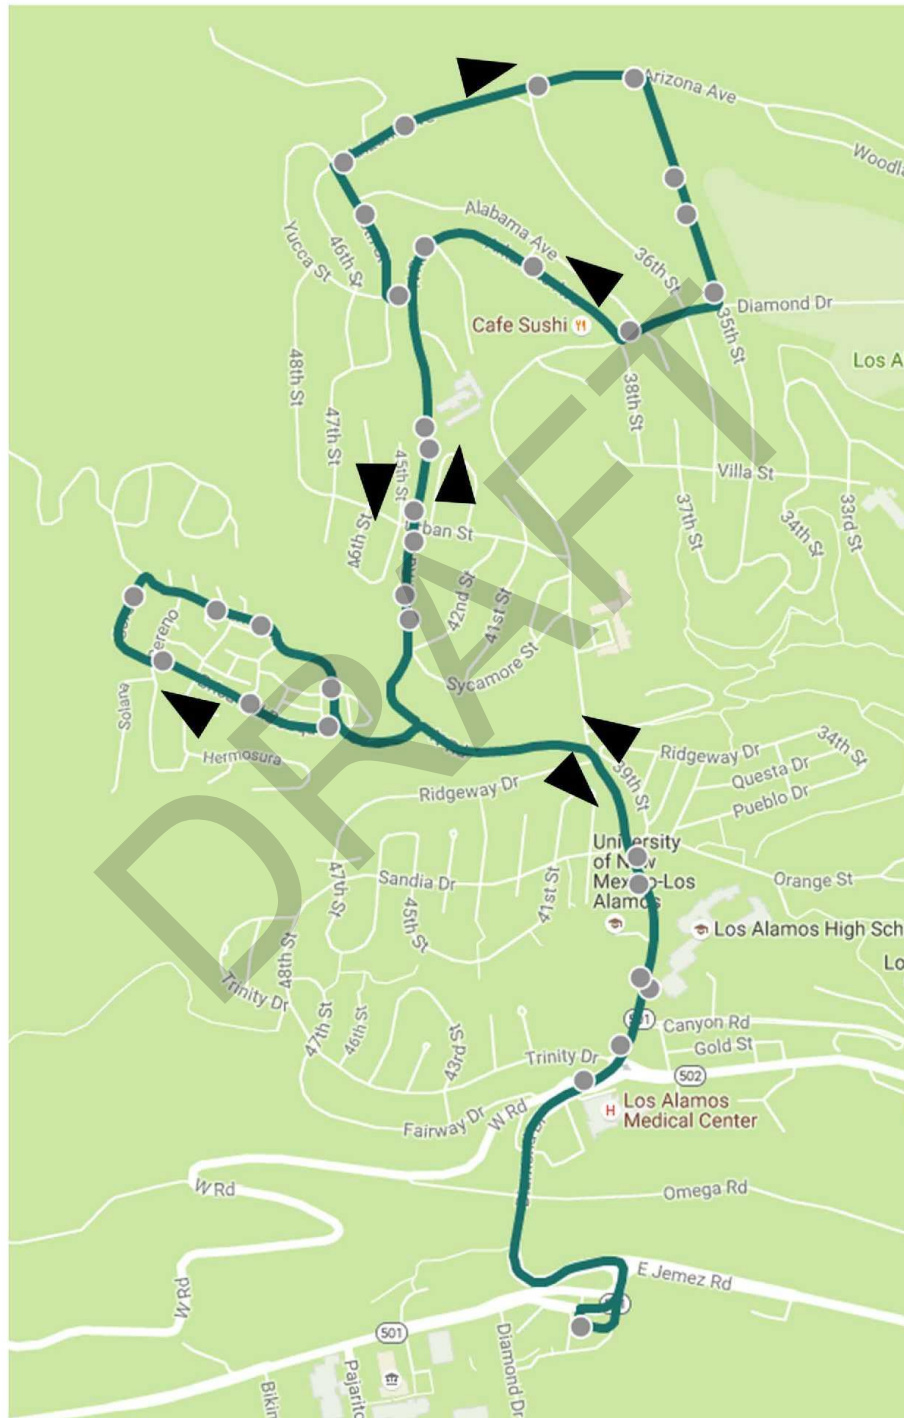 Arizona Ave
Woodla
Alabama Ave
Yucca St
46th St
36th St
Diamond Dr
Cafe Sushi
35th St
Los A
48th St
38th St
47th St
45th St
Villa St
37th St
34th St
33rd St
46th St
42nd St
41st St
Sycamore St
Solana
Hermosura
Ridgeway Dr
34th St
Questa Dr
39th St
Ridgeway Dr
Pueblo Dr
DRAFT
University
of New
Mexico-Los
Alamos
47th St
Sandia Dr
41st St
Orange St
45th St
Los Alamos High Sch
Lo
48th St
Trinity Dr
47th St
46th St
43rd St
Canyon Rd
Gold St
Trinity Dr
502
Los Alamos
Medical Center
H
Fairway Dr
W Rd
W Rd
Omega Rd
E Jemez Rd
W Rd
501
Diamond Dr
Pajarito